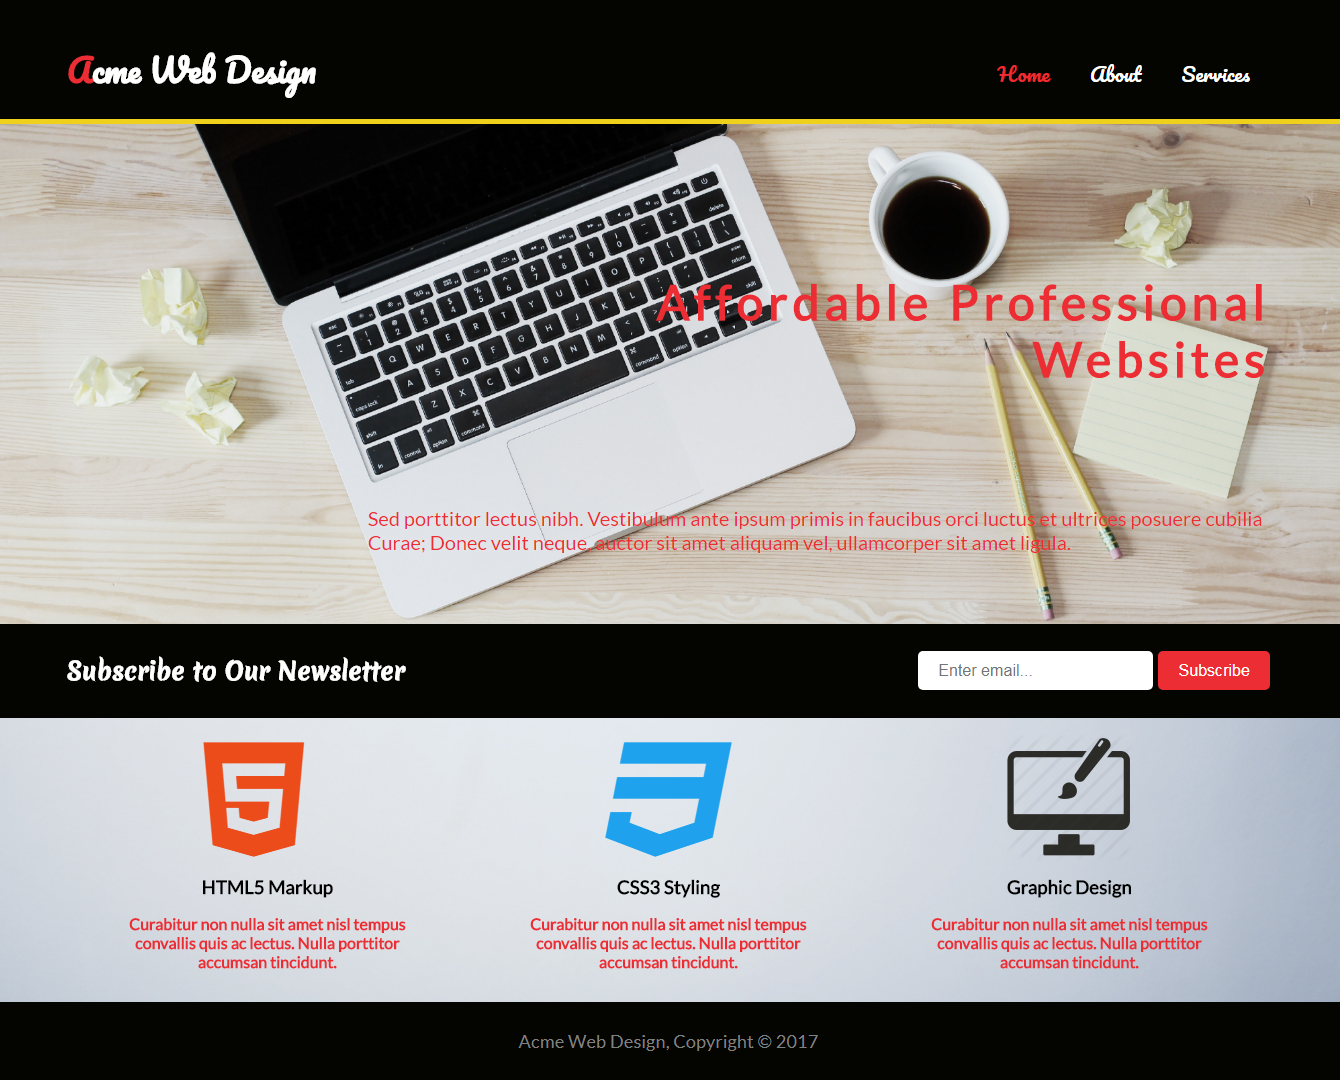 Acme Web Design
Home About Services
Affordable Professional
Websites
Sed porttitor lectus nibh. Vestibulum ante ipsum primis in faucibus orci luctus et ultrices posuere cubilia
Curae; Donec velit neque, auctor sit amet aliquam vel, ullamcorper sit amet ligula.
Subscribe to Our Newsletter
Enter email... Subscribe
HTML5 Markup
Curabitur non nulla sit amet nisl tempus
convallis quis ac lectus. Nulla porttitor
accumsan tincidunt.
CSS3 Styling
Curabitur non nulla sit amet nisl tempus
convallis quis ac lectus. Nulla porttitor
accumsan tincidunt.
Graphic Design
Curabitur non nulla sit amet nisl tempus
convallis quis ac lectus. Nulla porttitor
accumsan tincidunt.
Acme Web Design, Copyright © 2017